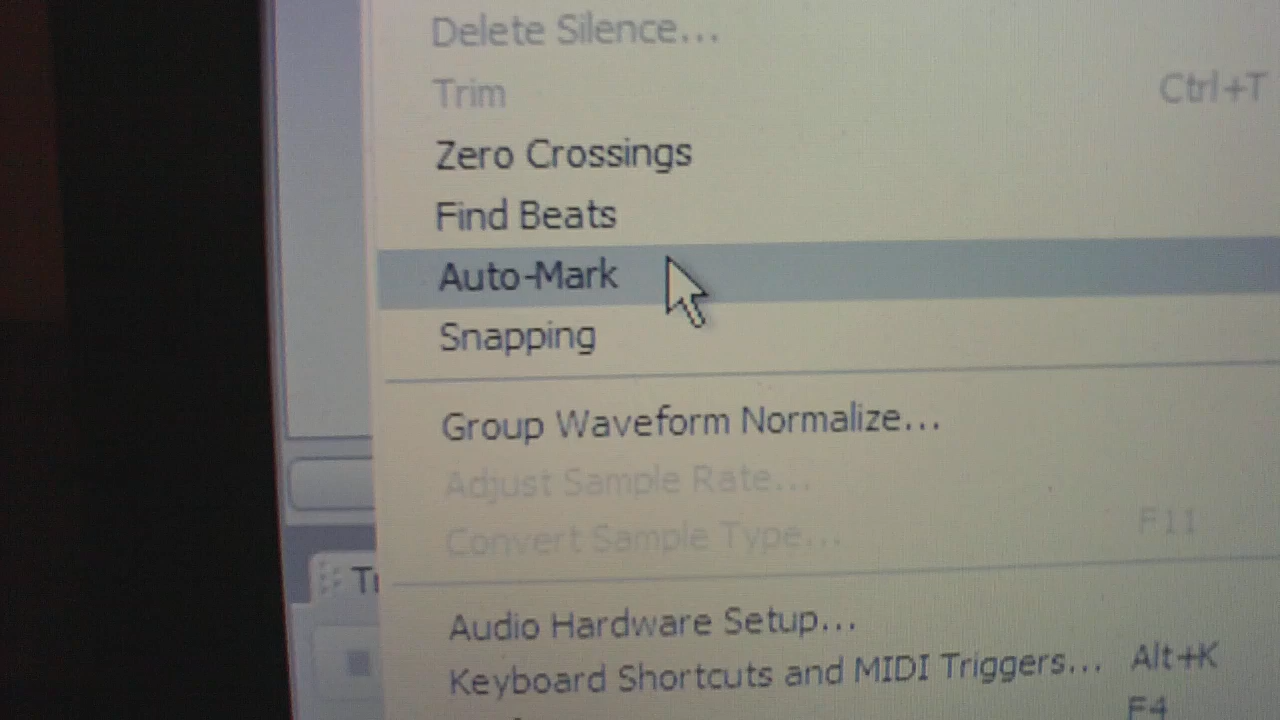 Delete Silence...
Trim Ctrl+T
Zero Crossings
Find Beats
Auto-Mark
Snapping
Group Waveform Normalize...
Adjust Sample Rate...
Convert Sample Type... F11
Audio Hardware Setup...
Keyboard Shortcuts and MIDI Triggers... Alt+K
F4